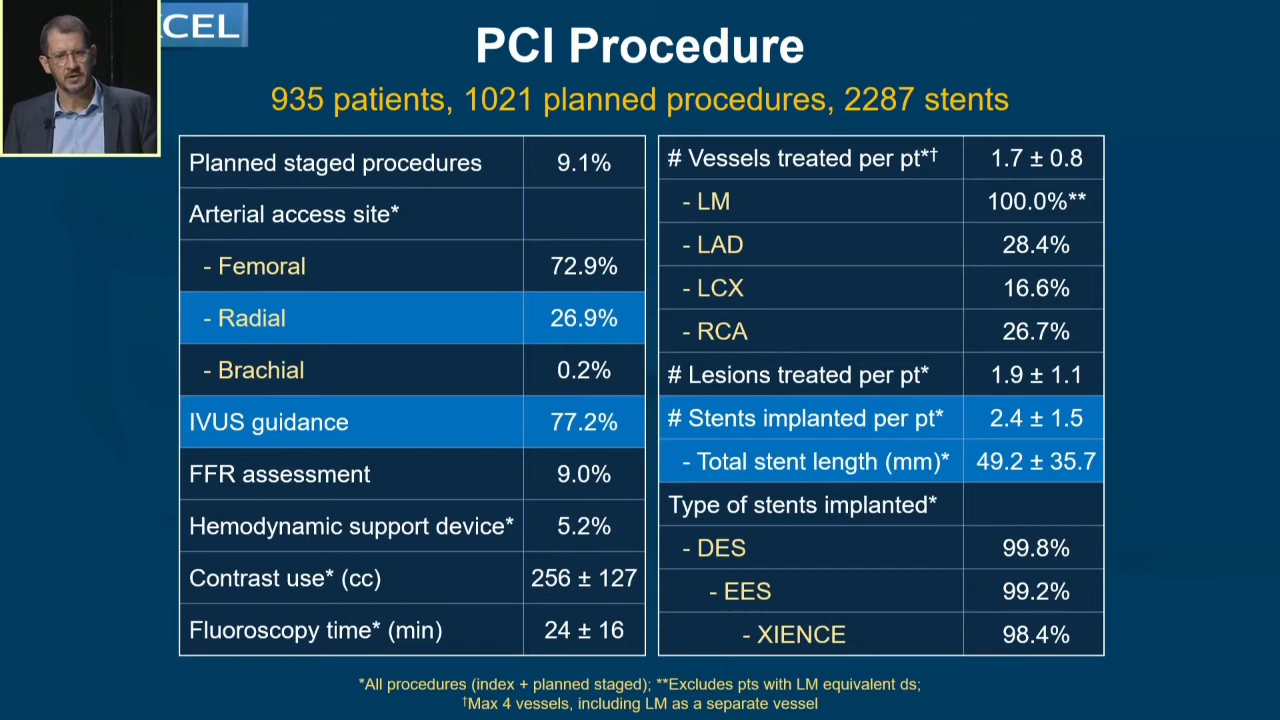 CEL
PCI Procedure
935 patients, 1021 planned procedures, 2287 stents
Planned staged procedures 9.1%
Arterial access site*
- Femoral 72.9%
- Radial 26.9%
- Brachial 0.2%
IVUS guidance 77.2%
FFR assessment 9.0%
Hemodynamic support device* 5.2%
Contrast use* (cc) 256 ± 127
Fluoroscopy time* (min) 24 ± 16
# Vessels treated per pt*† 1.7 ± 0.8
- LM 100.0%**
- LAD 28.4%
- LCX 16.6%
- RCA 26.7%
# Lesions treated per pt* 1.9 ± 1.1
# Stents implanted per pt* 2.4 ± 1.5
- Total stent length (mm)* 49.2 ± 35.7
Type of stents implanted*
- DES 99.8%
- EES 99.2%
- XIENCE 98.4%
*All procedures (index + planned staged); **Excludes pts with LM equivalent ds;
†Max 4 vessels, including LM as a separate vessel